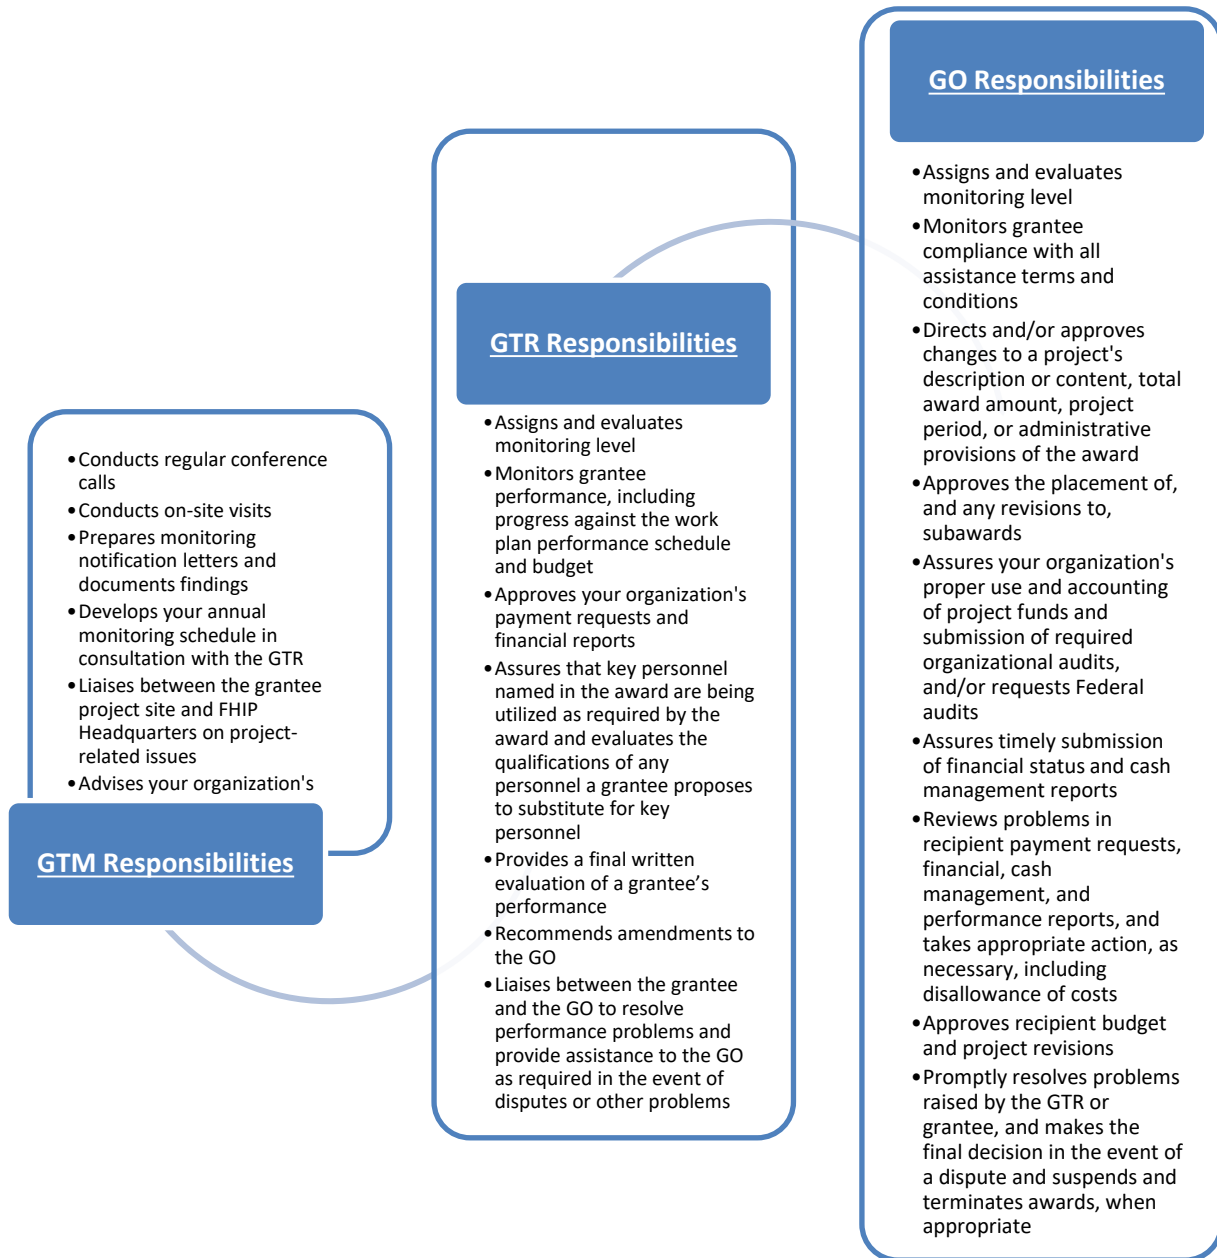 •Conducts regular conference
calls
•Conducts on-site visits
•Prepares monitoring
notification letters and
documents findings
•Develops your annual
monitoring schedule in
consultation with the GTR
•Liaises between the grantee
project site and FHIP
Headquarters on project-
related issues
•Advises your organization's
GTM Responsibilities
GTR Responsibilities
•Assigns and evaluates
monitoring level
•Monitors grantee
performance, including
progress against the work
plan performance schedule
and budget
•Approves your organization's
payment requests and
financial reports
•Assures that key personnel
named in the award are being
utilized as required by the
award and evaluates the
qualifications of any
personnel a grantee proposes
to substitute for key
personnel
•Provides a final written
evaluation of a grantee’s
performance
•Recommends amendments to
the GO
•Liaises between the grantee
and the GO to resolve
performance problems and
provide assistance to the GO
as required in the event of
disputes or other problems
GO Responsibilities
•Assigns and evaluates
monitoring level
•Monitors grantee
compliance with all
assistance terms and
conditions
•Directs and/or approves
changes to a project's
description or content, total
award amount, project
period, or administrative
provisions of the award
•Approves the placement of,
and any revisions to,
subawards
•Assures your organization's
proper use and accounting
of project funds and
submission of required
organizational audits,
and/or requests Federal
audits
•Assures timely submission
of financial status and cash
management reports
•Reviews problems in
recipient payment requests,
financial, cash
management, and
performance reports, and
takes appropriate action, as
necessary, including
disallowance of costs
•Approves recipient budget
and project revisions
•Promptly resolves problems
raised by the GTR or
grantee, and makes the
final decision in the event of
a dispute and suspends and
terminates awards, when
appropriate